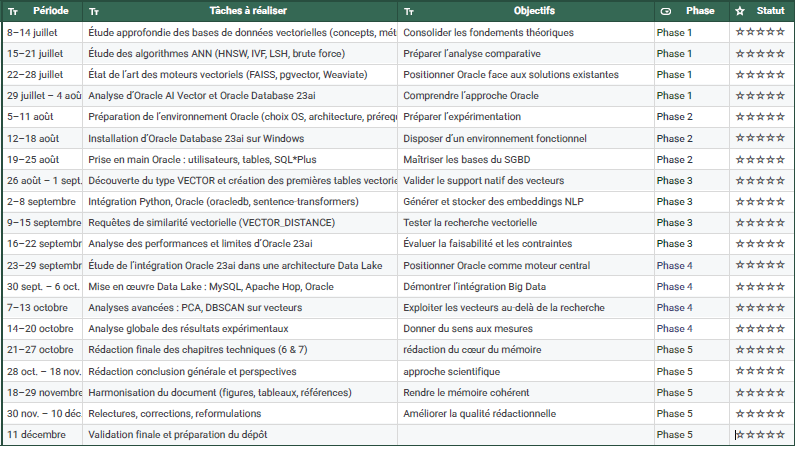 Période Tâches à réaliser Objectifs Phase Statut
8–14 juillet Étude approfondie des bases de données vectorielles (concepts, mét Consolider les fondements théoriques Phase 1
15–21 juillet Étude des algorithmes ANN (HNSW, IVF, LSH, brute force) Préparer l'analyse comparative Phase 1
22–28 juillet État de l'art des moteurs vectoriels (FAISS, pgvector, Weaviate) Positionner Oracle face aux solutions existantes Phase 1
29 juillet – 4 aoû Analyse d'Oracle AI Vector et Oracle Database 23ai Comprendre l'approche Oracle Phase 1
5–11 août Préparation de l'environnement Oracle (choix OS, architecture, prérequ Préparer l'expérimentation Phase 2
12–18 août Installation d'Oracle Database 23ai sur Windows Disposer d'un environnement fonctionnel Phase 2
19–25 août Prise en main Oracle : utilisateurs, tables, SQL*Plus Maîtriser les bases du SGBD Phase 2
26 août – 1 sept. Découverte du type VECTOR et création des premières tables vectorie Valider le support natif des vecteurs Phase 3
2–8 septembre Intégration Python, Oracle (oracledb, sentence-transformers) Générer et stocker des embeddings NLP Phase 3
9–15 septembre Requêtes de similarité vectorielle (VECTOR_DISTANCE) Tester la recherche vectorielle Phase 3
16–22 septembr Analyse des performances et limites d'Oracle 23ai Évaluer la faisabilité et les contraintes Phase 3
23–29 septembr Étude de l'intégration Oracle 23ai dans une architecture Data Lake Positionner Oracle comme moteur central Phase 4
30 sept. – 6 oct. Mise en œuvre Data Lake : MySQL, Apache Hop, Oracle Démontrer l'intégration Big Data Phase 4
7–13 octobre Analyses avancées : PCA, DBSCAN sur vecteurs Exploiter les vecteurs au-delà de la recherche Phase 4
14–20 octobre Analyse globale des résultats expérimentaux Donner du sens aux mesures Phase 4
21–27 octobre Rédaction finale des chapitres techniques (6 & 7) rédaction du cœur du mémoire Phase 5
28 oct. – 18 nov. Rédaction conclusion générale et perspectives approche scientifique Phase 5
18–29 novembre Harmonisation du document (figures, tableaux, références) Rendre le mémoire cohérent Phase 5
30 nov. – 10 déc Relectures, corrections, reformulations Améliorer la qualité rédactionnelle Phase 5
11 décembre Validation finale et préparation du dépôt Phase 5